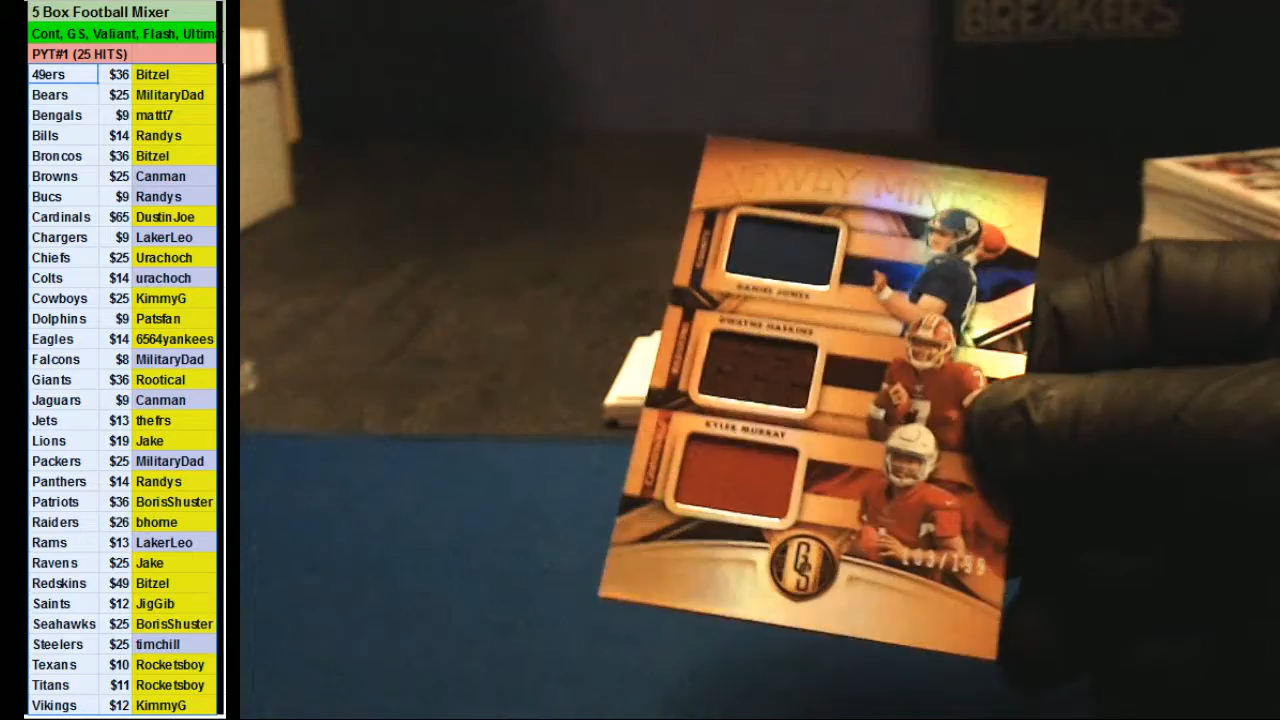 5 Box Football Mixer
Cont, GS, Valiant, Flash, Ultim
PYT#1 (25 HITS)
49ers $36 Bitzel
Bears $25 MilitaryDad
Bengals $9 mattt7
Bills $14 Randys
Broncos $36 Bitzel
Browns $25 Canman
Bucs $9 Randys
Cardinals $65 DustinJoe
Chargers $9 LakerLeo
Chiefs $25 Urachoch
Colts $14 urachoch
Cowboys $25 KimmyG
Dolphins $9 Patsfan
Eagles $14 6564yankees
Falcons $8 MilitaryDad
Giants $36 Rootical
Jaguars $9 Canman
Jets $13 thefrs
Lions $19 Jake
Packers $25 MilitaryDad
Panthers $14 Randys
Patriots $36 BorisShuster
Raiders $26 bhome
Rams $13 LakerLeo
Ravens $25 Jake
Redskins $49 Bitzel
Saints $12 JigGib
Seahawks $25 BorisShuster
Steelers $25 timchill
Texans $10 Rocketsboy
Titans $11 Rocketsboy
Vikings $12 KimmyG
BREAKERS
NEWLY
GIANTS
DANIEL JONES
DWAYNE HASKINS
KYLER MURRAY
GS